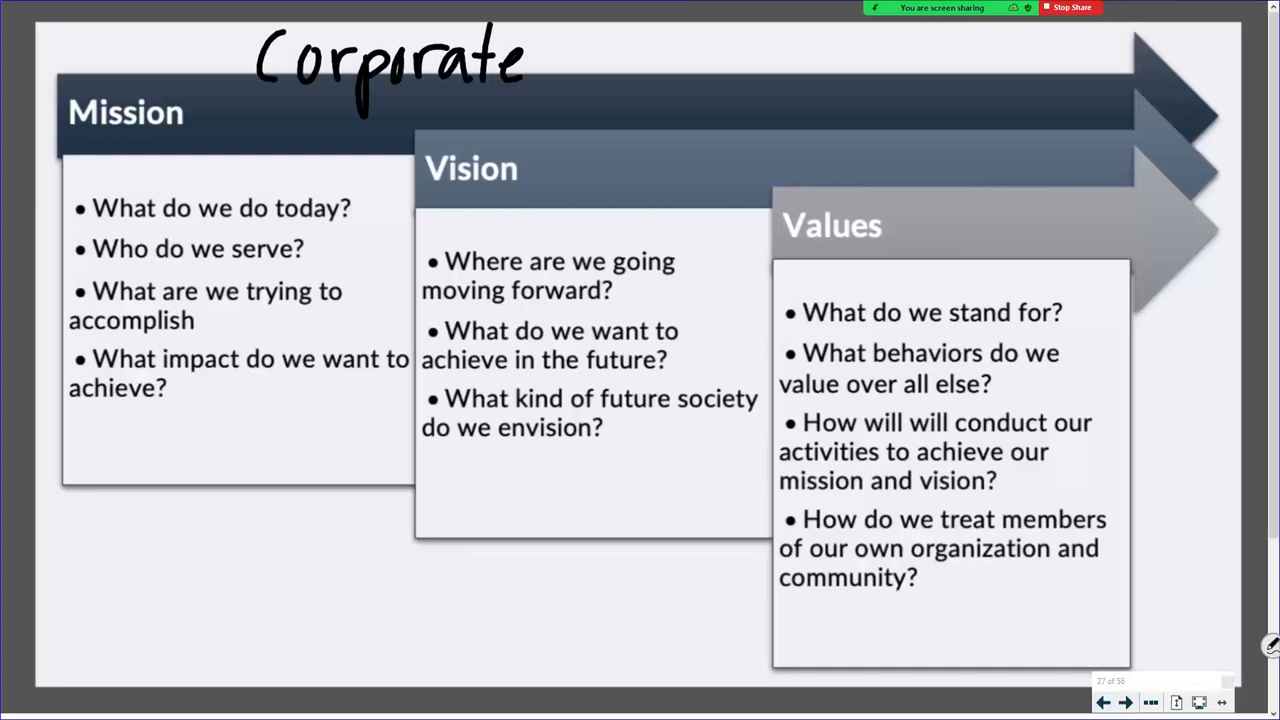 You are screen sharing
Stop Share
Corporate
Mission
• What do we do today?
• Who do we serve?
• What are we trying to
accomplish
• What impact do we want to
achieve?
Vision
• Where are we going
moving forward?
• What do we want to
achieve in the future?
• What kind of future society
do we envision?
Values
• What do we stand for?
• What behaviors do we
value over all else?
• How will will conduct our
activities to achieve our
mission and vision?
• How do we treat members
of our own organization and
community?
27 of 56